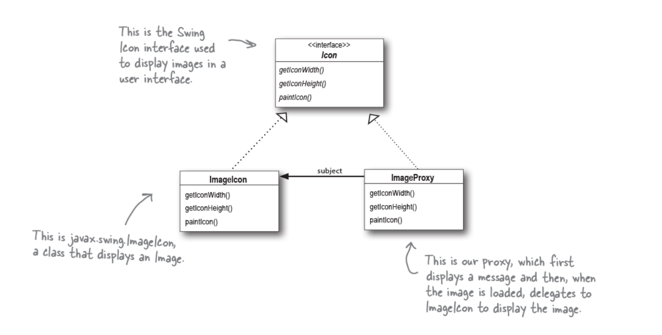 This is the Swing
Icon interface used
to display images in a
user interface.
<<interface>>
Icon
getIconWidth()
getIconHeight()
paintIcon()
ImageIcon
getIconWidth()
getIconHeight()
paintIcon()
subject
ImageProxy
getIconWidth()
getIconHeight()
paintIcon()
This is javax.swing.ImageIcon,
a class that displays an Image.
This is our proxy, which first
displays a message and then, when
the image is loaded, delegates to
ImageIcon to display the image.